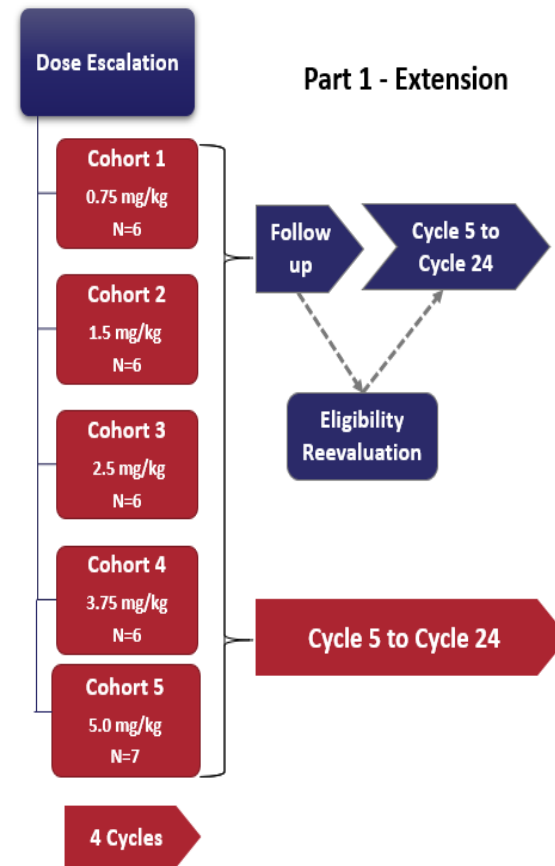 Dose Escalation
Part 1 - Extension
Cohort 1
0.75 mg/kg
N=6
Cohort 2
1.5 mg/kg
N=6
Cohort 3
2.5 mg/kg
N=6
Cohort 4
3.75 mg/kg
N=6
Cohort 5
5.0 mg/kg
N=7
4 Cycles
Follow
up
Cycle 5 to
Cycle 24
Eligibility
Reevaluation
Cycle 5 to Cycle 24